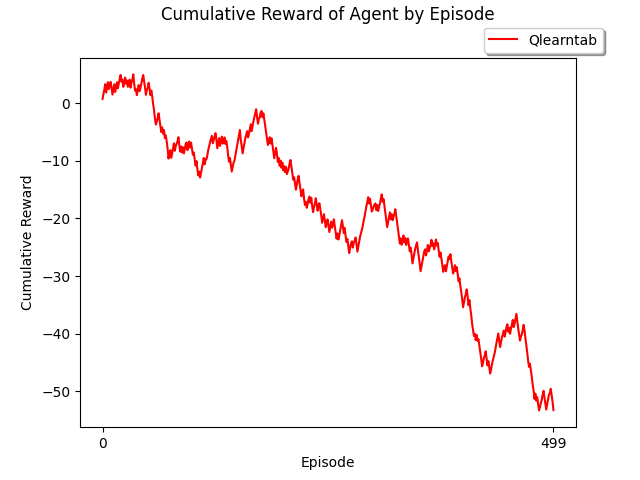 Cumulative Reward of Agent by Episode
Qlearntab
0
−10
−20
−30
−40
−50
Cumulative Reward
0
499
Episode